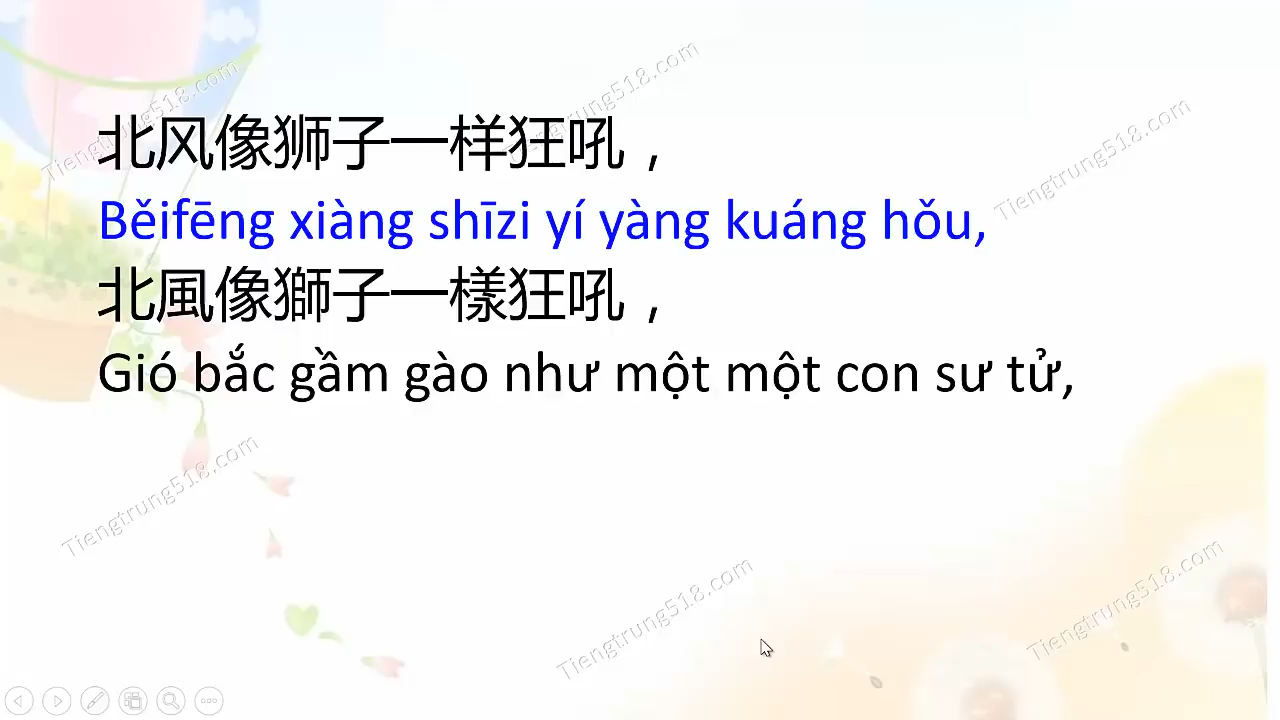 北风像狮子一样狂吼，
Běifēng xiàng shīzi yí yàng kuáng hǒu,
北風像獅子一樣狂吼，
Gió bắc gầm gào như một một con sư tử,
Tiengtrung518.com
Tiengtrung518.com
Tiengtrung518.com
Tiengtrung518.com
Tiengtrung518.com
Tiengtrung518.com